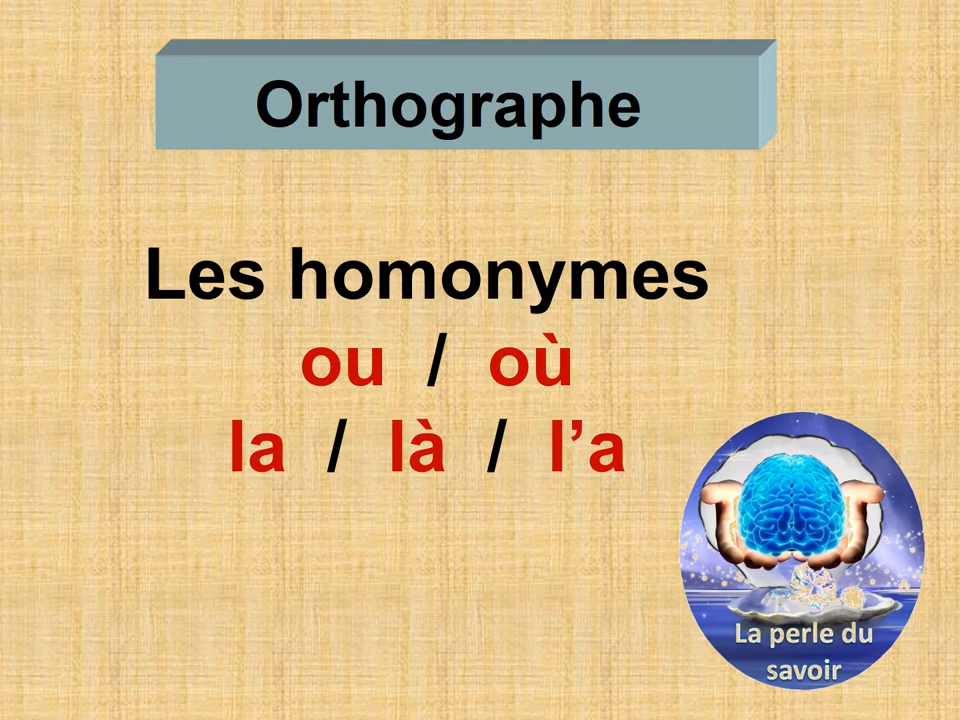 Orthographe
Les homonymes
ou / où
la / là / l’a
La perle du
savoir